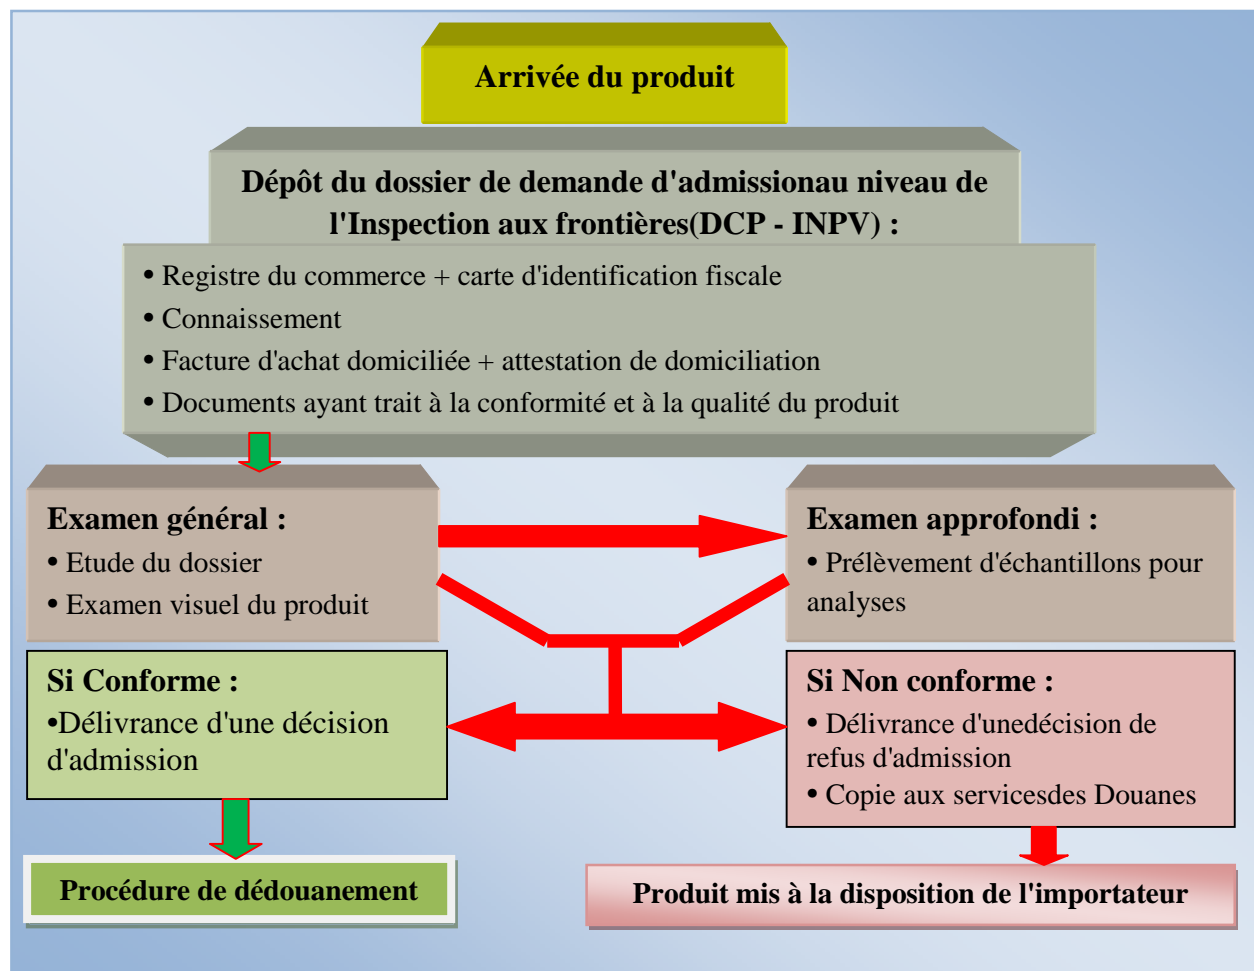 Arrivée du produit
Dépôt du dossier de demande d'admissionau niveau de
l'Inspection aux frontières(DCP - INPV) :
• Registre du commerce + carte d'identification fiscale
• Connaissement
• Facture d'achat domiciliée + attestation de domiciliation
• Documents ayant trait à la conformité et à la qualité du produit
Examen général :
• Etude du dossier
• Examen visuel du produit
Examen approfondi :
• Prélèvement d'échantillons pour
analyses
Si Conforme :
•Délivrance d'une décision
d'admission
Si Non conforme :
• Délivrance d'unedécision de
refus d'admission
• Copie aux servicesdes Douanes
Procédure de dédouanement
Produit mis à la disposition de l'importateur